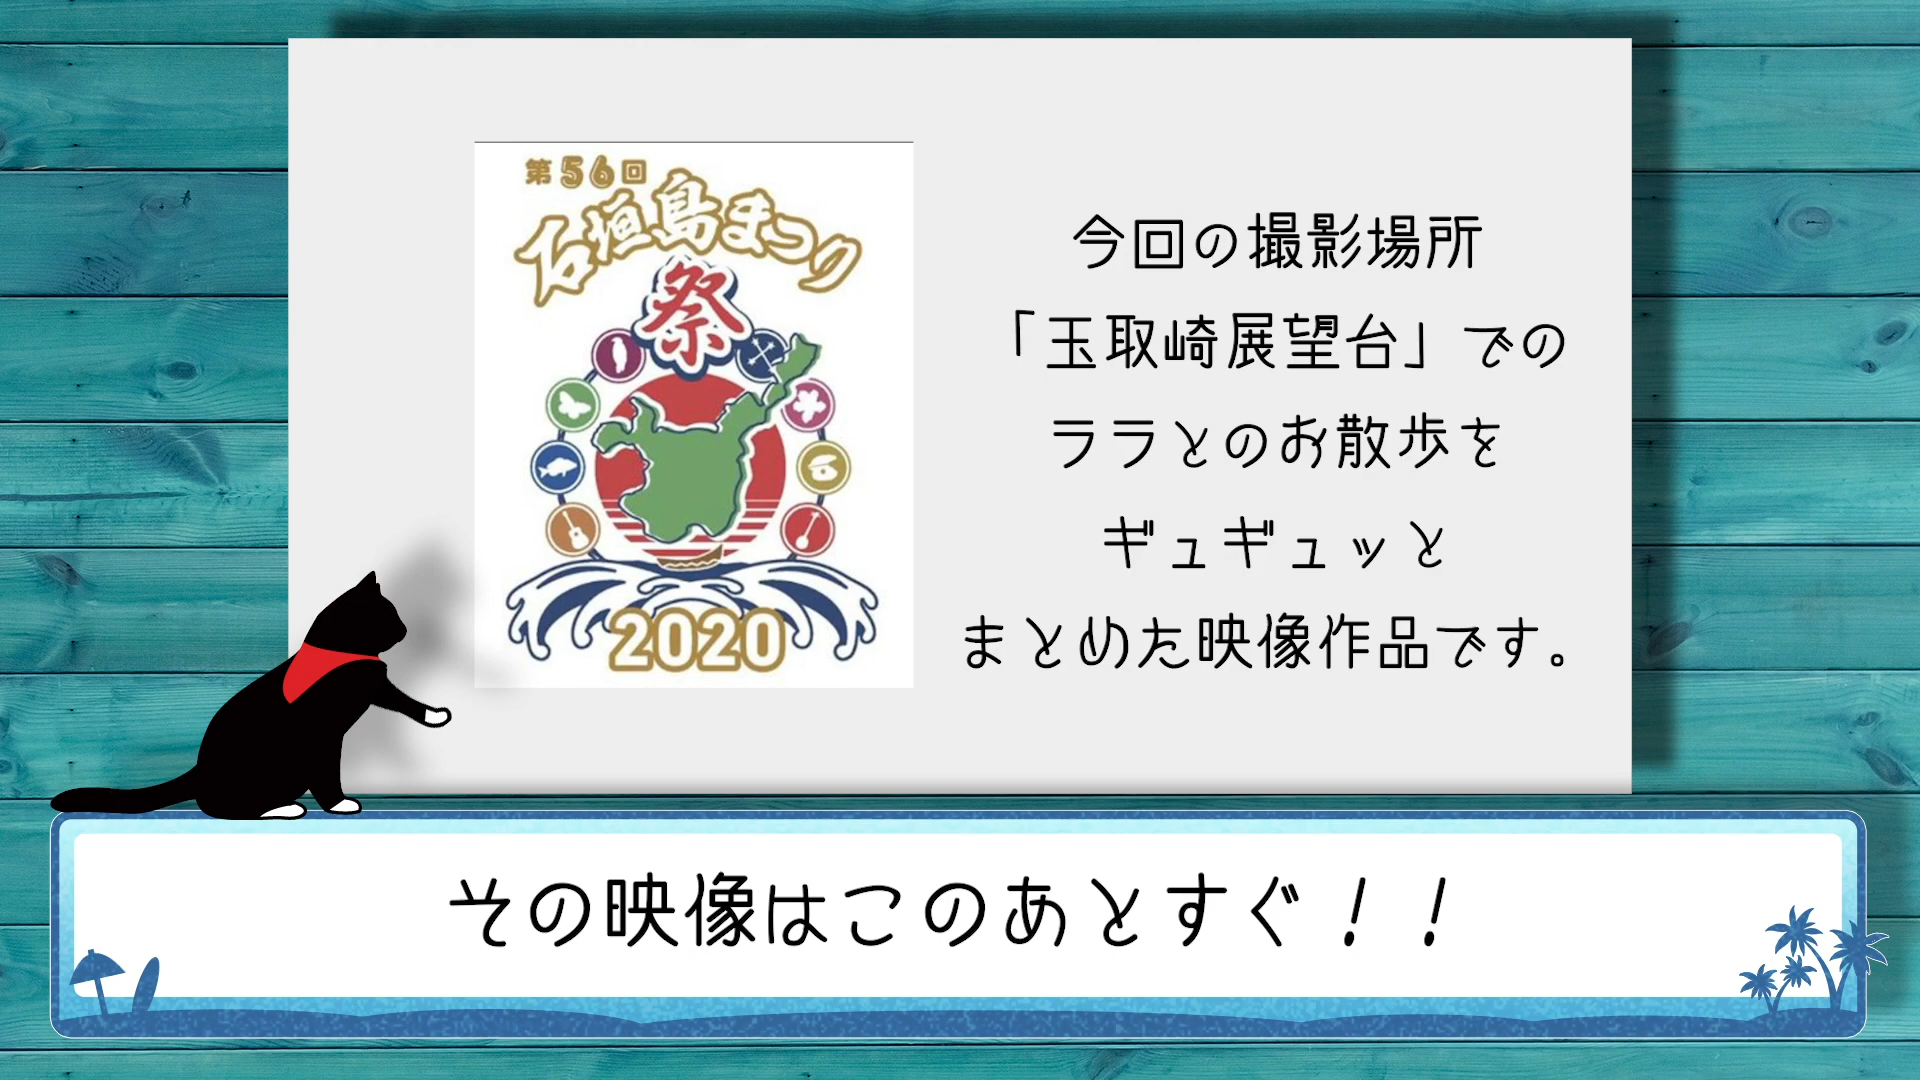 第56回
石垣島まつり
祭
2020
今回の撮影場所
「玉取崎展望台」での
ララとのお散歩を
ギュギュッと
まとめた映像作品です。
その映像はこのあとすぐ！！